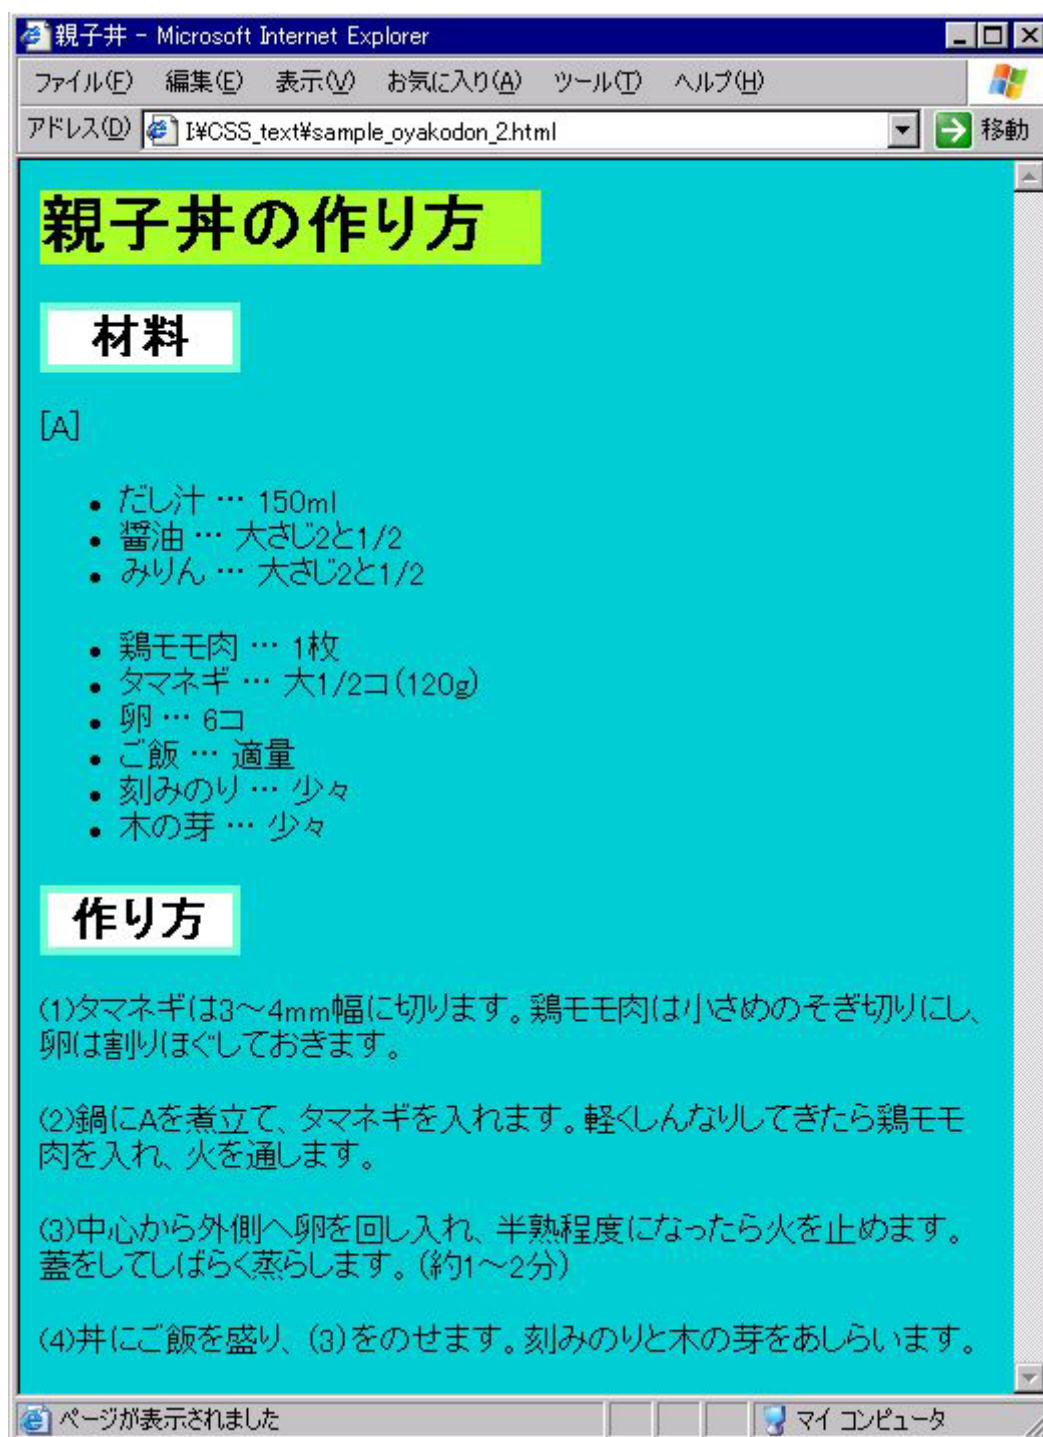 親子丼 - Microsoft Internet Explorer
ファイル(F) 編集(E) 表示(V) お気に入り(A) ツール(T) ヘルプ(H)
アドレス(D) I:¥CSS_text¥sample_oyakodon_2.html 移動
親子丼の作り方
材料
[A]
• だし汁 … 150ml
• 醤油 … 大さじ2と1/2
• みりん … 大さじ2と1/2
• 鶏モモ肉 … 1枚
• タマネギ … 大1/2コ(120g)
• 卵 … 6コ
• ご飯 … 適量
• 刻みのり … 少々
• 木の芽 … 少々
作り方
(1)タマネギは3～4mm幅に切ります。鶏モモ肉は小さめのそぎ切りにし、
卵は割りほぐしておきます。
(2)鍋にAを煮立て、タマネギを入れます。軽くしんなりしてきたら鶏モモ
肉を入れ、火を通します。
(3)中心から外側へ卵を回し入れ、半熟程度になったら火を止めます。
蓋をしてしばらく蒸らします。(約1～2分)
(4)丼にご飯を盛り、(3)をのせます。刻みのりと木の芽をあしらいます。
ページが表示されました マイ コンピュータ